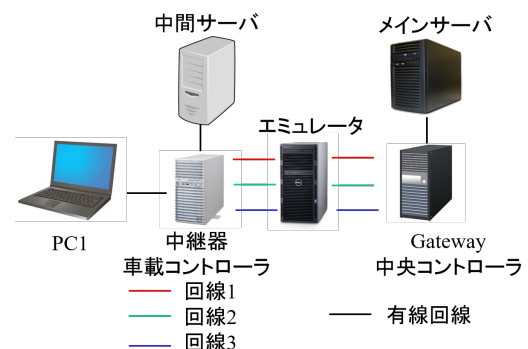 中間サーバ
メインサーバ
エミュレータ
PC1
中継器
車載コントローラ
Gateway
中央コントローラ
回線1
回線2
回線3
有線回線